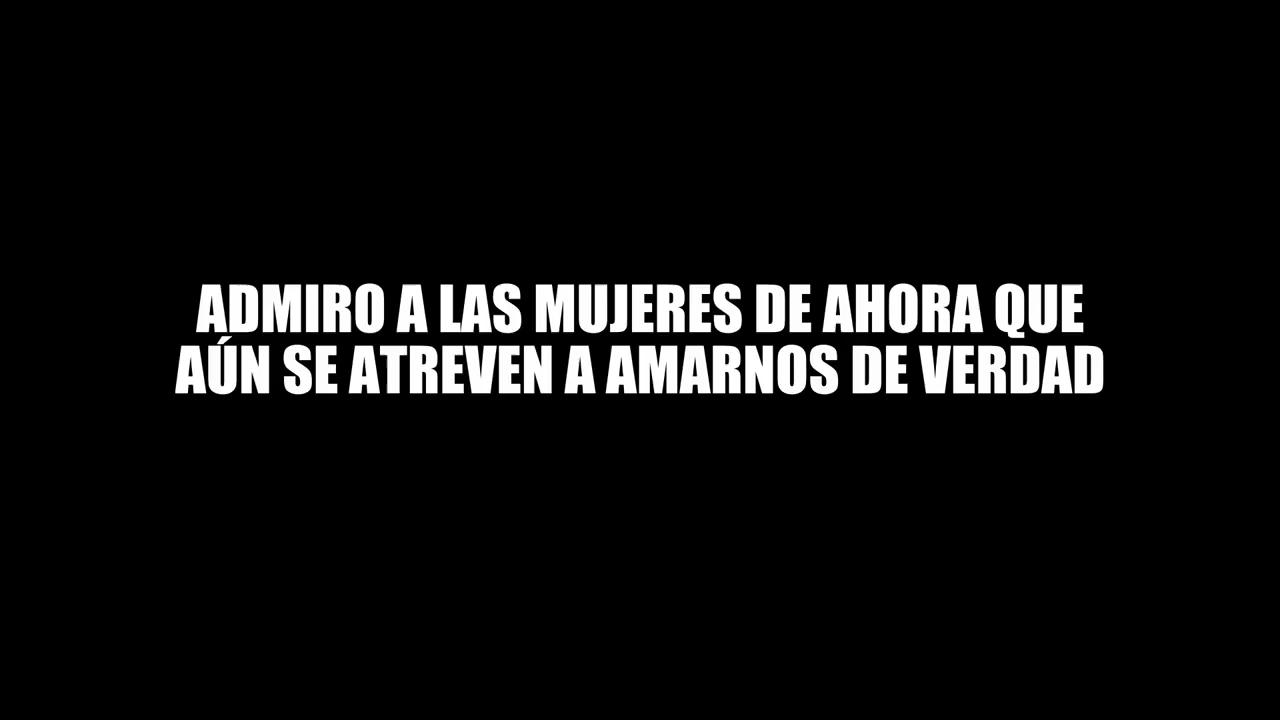 ADMIRO A LAS MUJERES DE AHORA QUE
AÚN SE ATREVEN A AMARNOS DE VERDAD